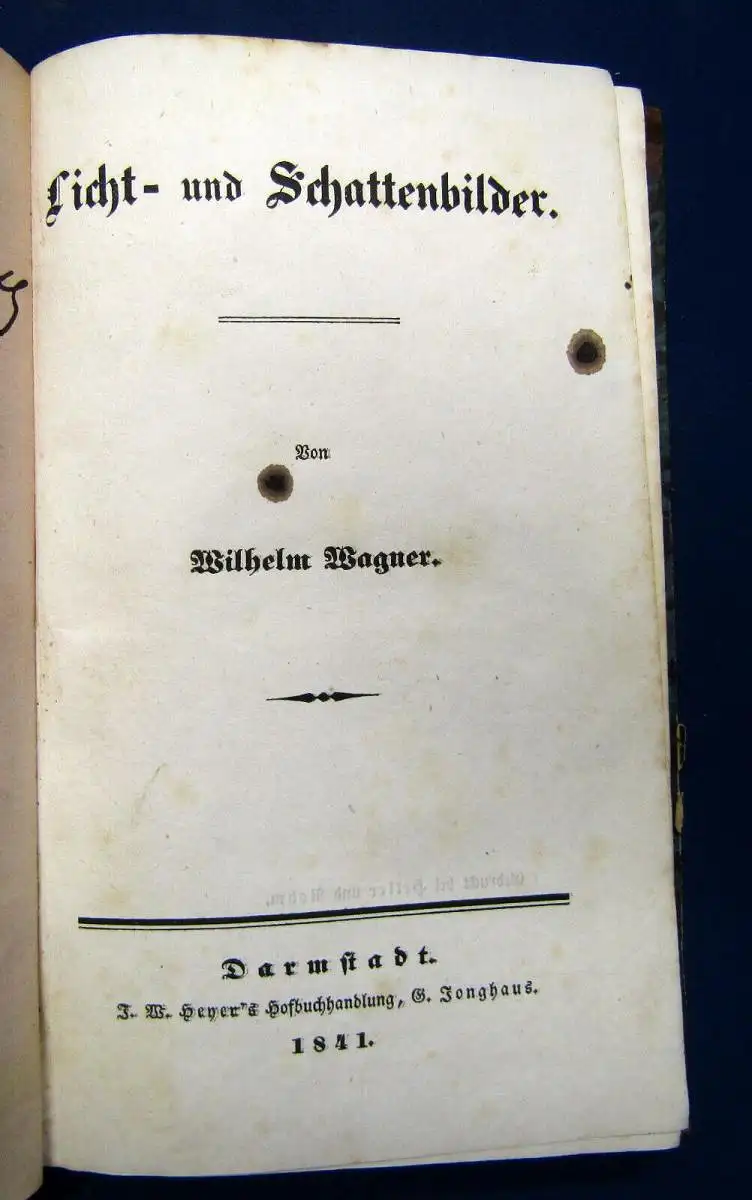 Licht- und Schattenbilder.
Von
Wilhelm Wagner.
Darmstadt.
J. W. Heyer's Hofbuchhandlung, G. Jonghaus.
1841.